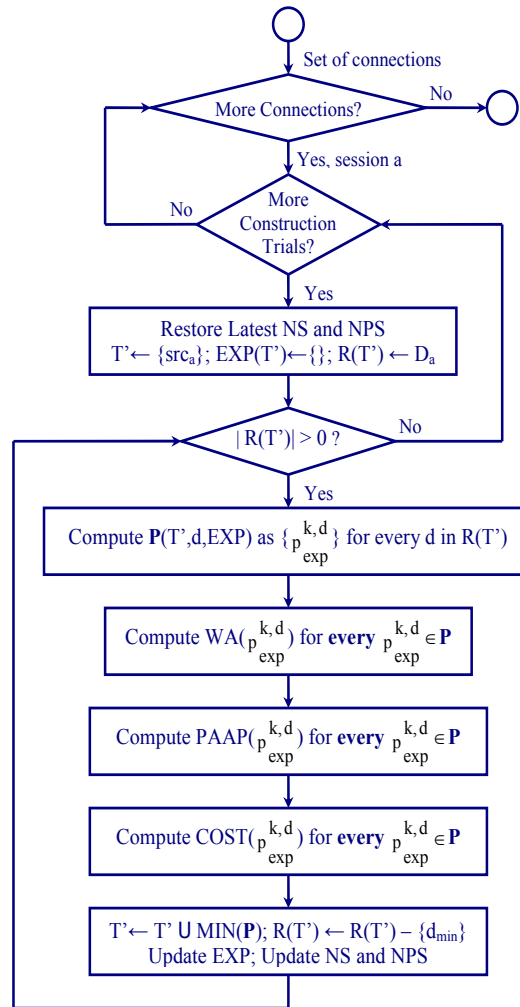 Set of connections
More Connections?
No
Yes, session a
More
Construction
Trials?
No
Yes
Restore Latest NS and NPS
T’← {src_a}; EXP(T’)←{}; R(T’) ← D_a
| R(T’)| > 0 ?
No
Yes
Compute P(T’,d,EXP) as {p_exp^k,d} for every d in R(T’)
Compute WA(p_exp^k,d) for every p_exp^k,d ∈ P
Compute PAAP(p_exp^k,d) for every p_exp^k,d ∈ P
Compute COST(p_exp^k,d) for every p_exp^k,d ∈ P
T’← T’ U MIN(P); R(T’) ← R(T’) – {d_min}
Update EXP; Update NS and NPS